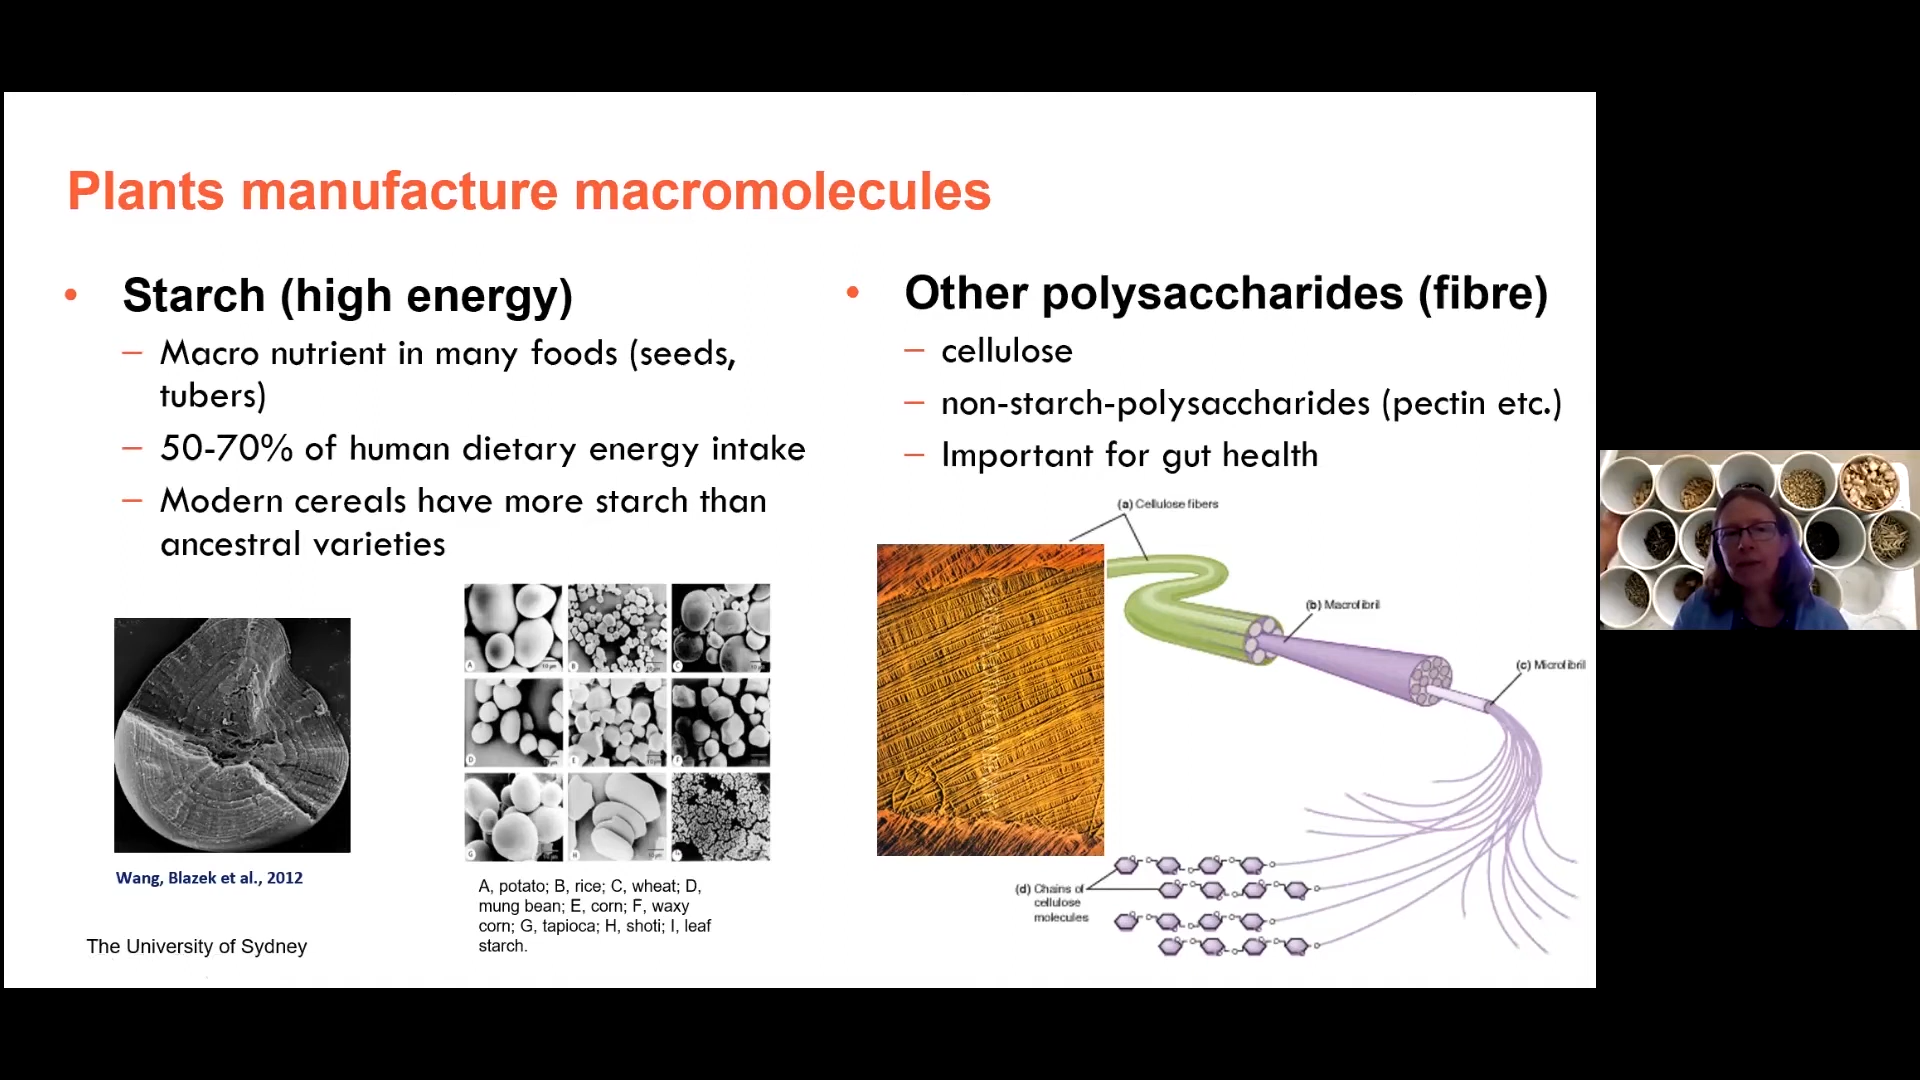 Plants manufacture macromolecules
• Starch (high energy)
– Macro nutrient in many foods (seeds,
tubers)
– 50-70% of human dietary energy intake
– Modern cereals have more starch than
ancestral varieties
Wang, Blazek et al., 2012
A
B
C
D
E
F
G
H
A, potato; B, rice; C, wheat; D,
mung bean; E, corn; F, waxy
corn; G, tapioca; H, shoti; I, leaf
starch.
The University of Sydney
• Other polysaccharides (fibre)
– cellulose
– non-starch-polysaccharides (pectin etc.)
– Important for gut health
(a) Cellulose fibers
(b) Macrofibril
(c) Microfibril
(d) Chains of
cellulose
molecules